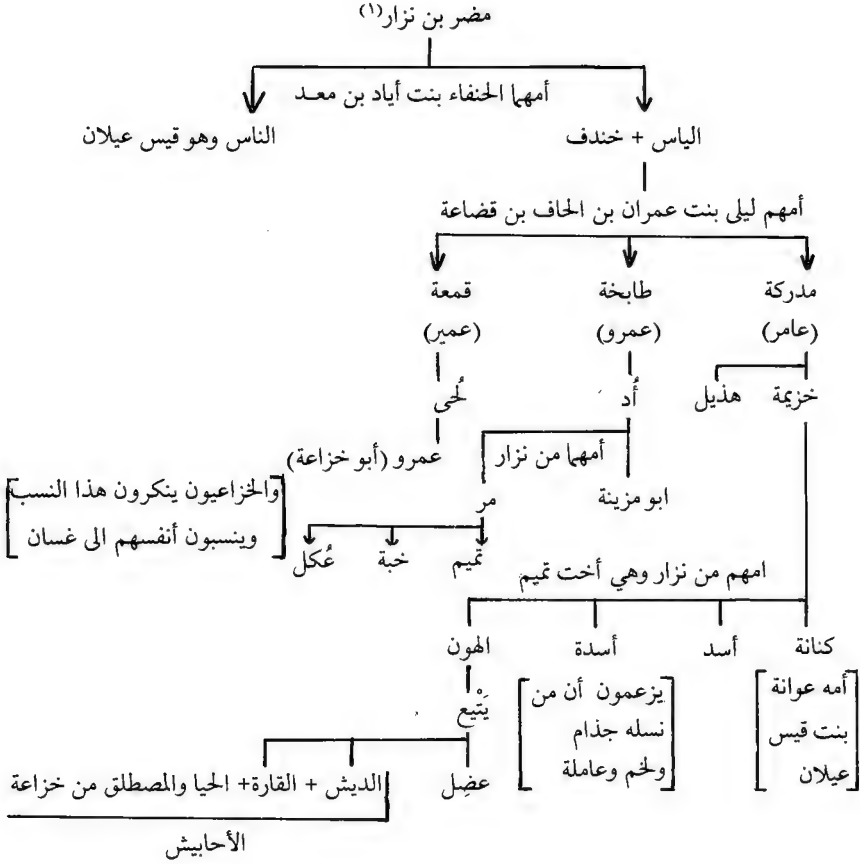 مضر بن نزار(١)
أمهما الحنفاء بنت أياد بن معد
الياس + خندف
الناس وهو قيس عيلان
أمهم ليلى بنت عمران بن الحاف بن قضاعة
مدركة
طابخة
قمعة
(عامر)
(عمرو)
(عمير)
خزيمة
هذيل
أُد
لُحى
أمهما من نزار
عمرو (أبو خزاعة)
والخزاعيون ينكرون هذا النسب
وينسبون أنفسهم الى غسان
ابو مزينة
مر
تميم
خبة
عُكل
امهم من نزار وهي أخت تميم
كنانة
أسد
أسدة
الهون
أمه عوانة
بنت قيس
عيلان
يزعمون أن من
نسله جذام
ولخم وعاملة
يَتْيع
عضِل
الديش + القارة + الحيا والمصطلق من خزاعة
الأحابيش